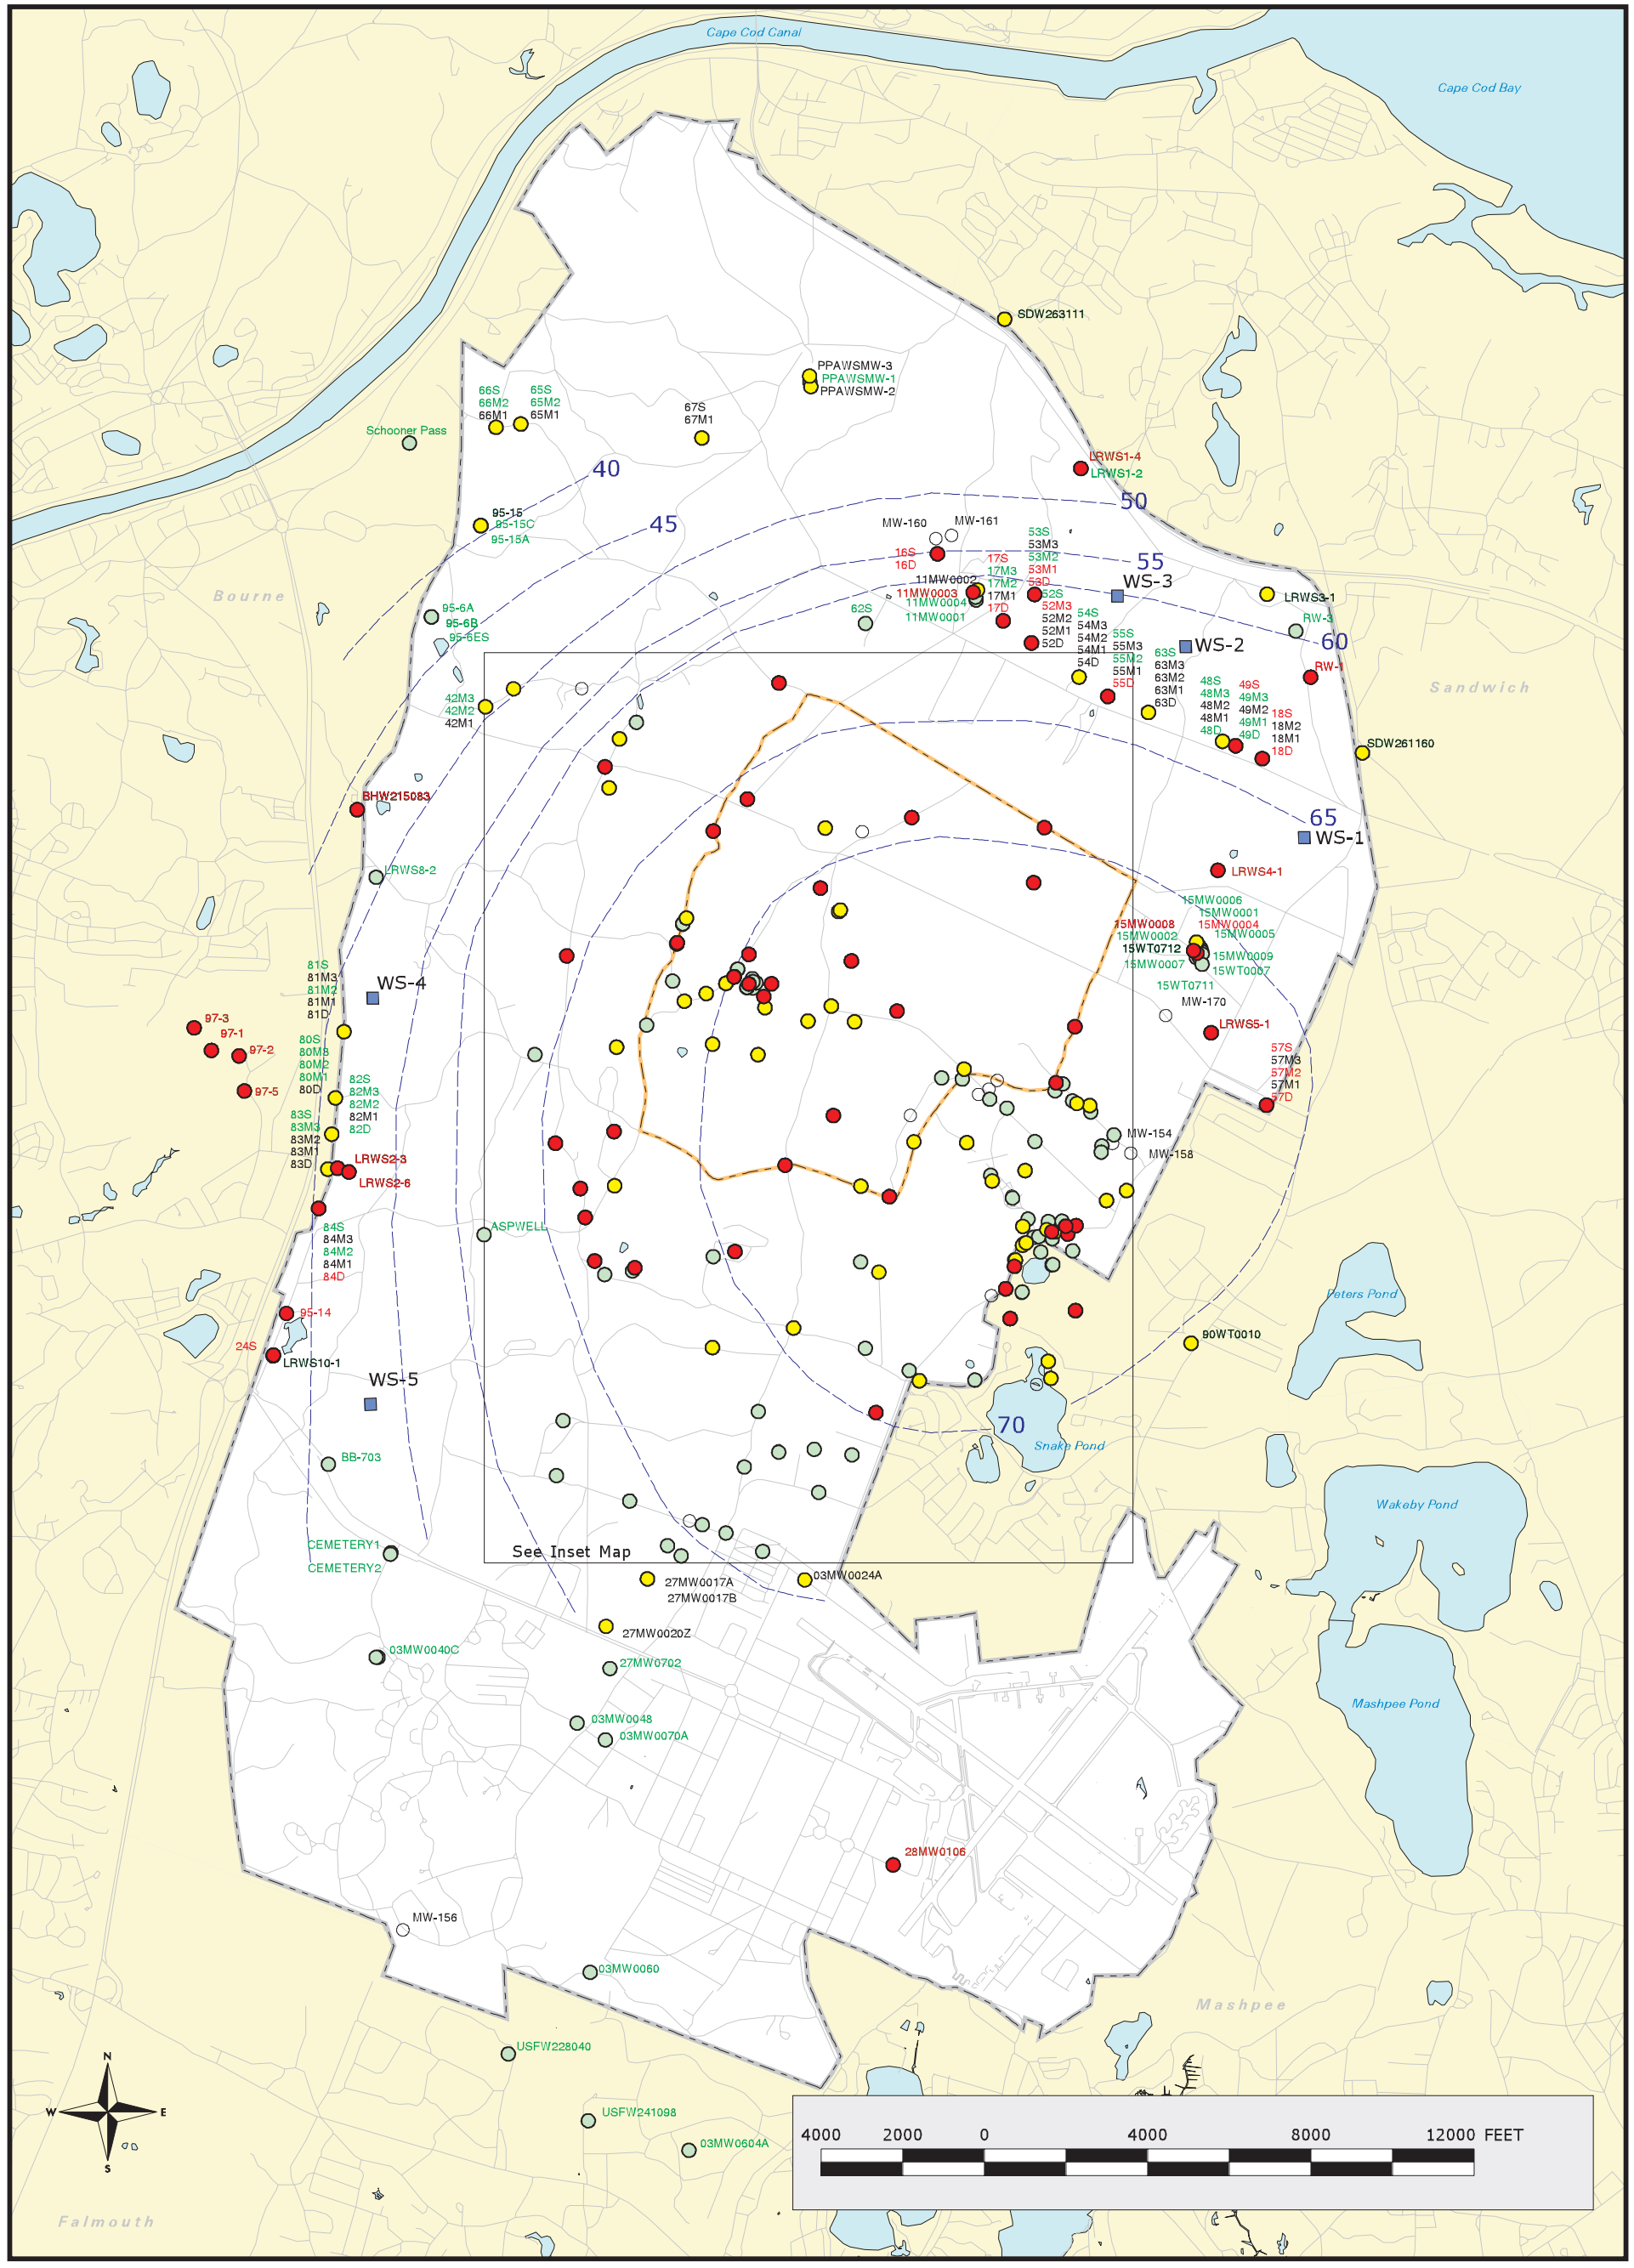 Cape Cod Canal
Cape Cod Bay
SDW263111
PPAWSMW-3
PPAWSMW-1
PPAWSMW-2
66S
66M2
66M1
65S
65M2
65M1
67S
67M1
Schooner Pass
LRWS1-4
LRWS1-2
40
50
45
95-15
95-15C
95-15A
MW-160
MW-161
16S
16D
53S
53M3
53M2
53M1
53D
55
17S
17M3
17M2
17M1
17D
11MW0002
11MW0003
11MW0004
11MW0001
WS-3
Bourne
LRWS3-1
RW-3
60
95-6A
95-6B
95-6ES
62S
52S
52M3
52M2
52M1
52D
54S
54M3
54M2
54M1
54D
55S
55M3
55M2
55M1
55D
WS-2
63S
63M3
63M2
63M1
63D
RW-1
Sandwich
48S
48M3
48M2
48M1
48D
49S
49M3
49M2
49M1
49D
18S
18M2
18M1
18D
42M3
42M2
42M1
SDW261160
BHW215083
65
WS-1
LRWS8-2
LRWS4-1
15MW0006
15MW0001
15MW0008
15MW0004
15MW0002
15MW0005
15WT0712
15MW0009
15MW0007
15WT0007
15WT0711
MW-170
LRWS5-1
81S
81M3
81M2
81M1
81D
WS-4
97-3
97-1
97-2
97-5
80S
80M3
80M2
80M1
80D
57S
57M3
57M2
57M1
57D
82S
82M3
82M2
82M1
82D
83S
83M3
83M2
83M1
83D
MW-154
MW-158
LRWS2-3
LRWS2-6
84S
84M3
84M2
84M1
84D
ASPWELL
95-14
24S
LRWS10-1
Peters Pond
90WT0010
WS-5
70
Snake Pond
BB-703
Wakeby Pond
CEMETERY1
CEMETERY2
See Inset Map
27MW0017A
27MW0017B
03MW0024A
27MW0020Z
03MW0040C
27MW0702
Mashpee Pond
03MW0048
03MW0070A
28MW0106
MW-156
03MW0060
Mashpee
USFW228040
USFW241098
03MW0604A
N
W E
S
Falmouth
4000 2000 0 4000 8000 12000 FEET